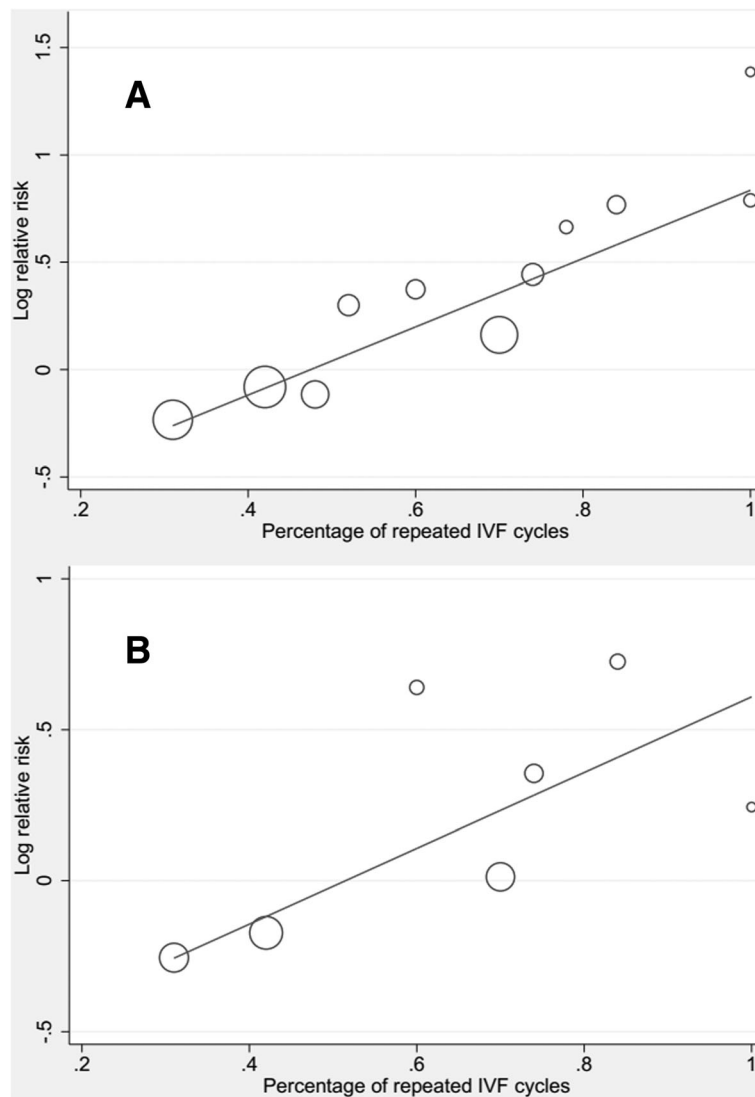 A
1.5
1
.5
0
-.5
Log relative risk
.2 .4 .6 .8 1
Percentage of repeated IVF cycles
B
1
.5
0
-.5
Log relative risk
.2 .4 .6 .8 1
Percentage of repeated IVF cycles